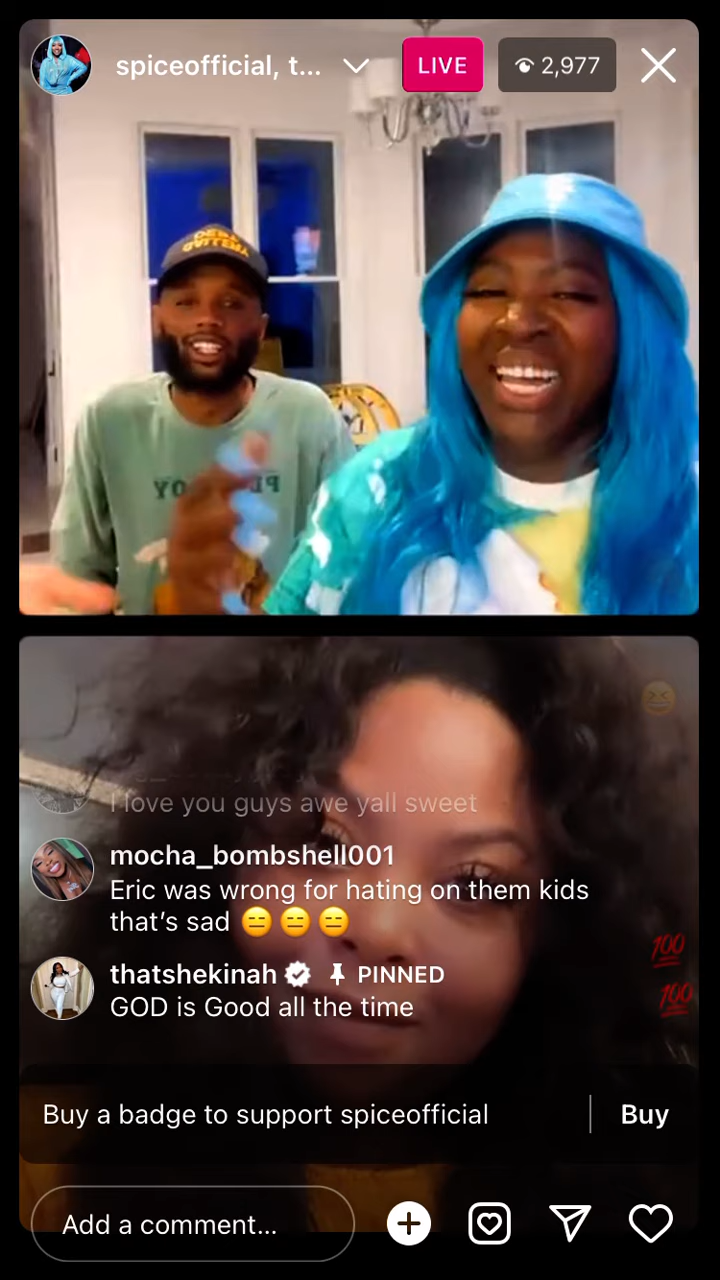 spiceofficial, t...
LIVE
2,977
I love you guys awe yall sweet
mocha_bombshell001
Eric was wrong for hating on them kids
that’s sad 😑 😑 😑
thatshekinah PINNED
GOD is Good all the time
💯
💯
Buy a badge to support spiceofficial
Buy
Add a comment...